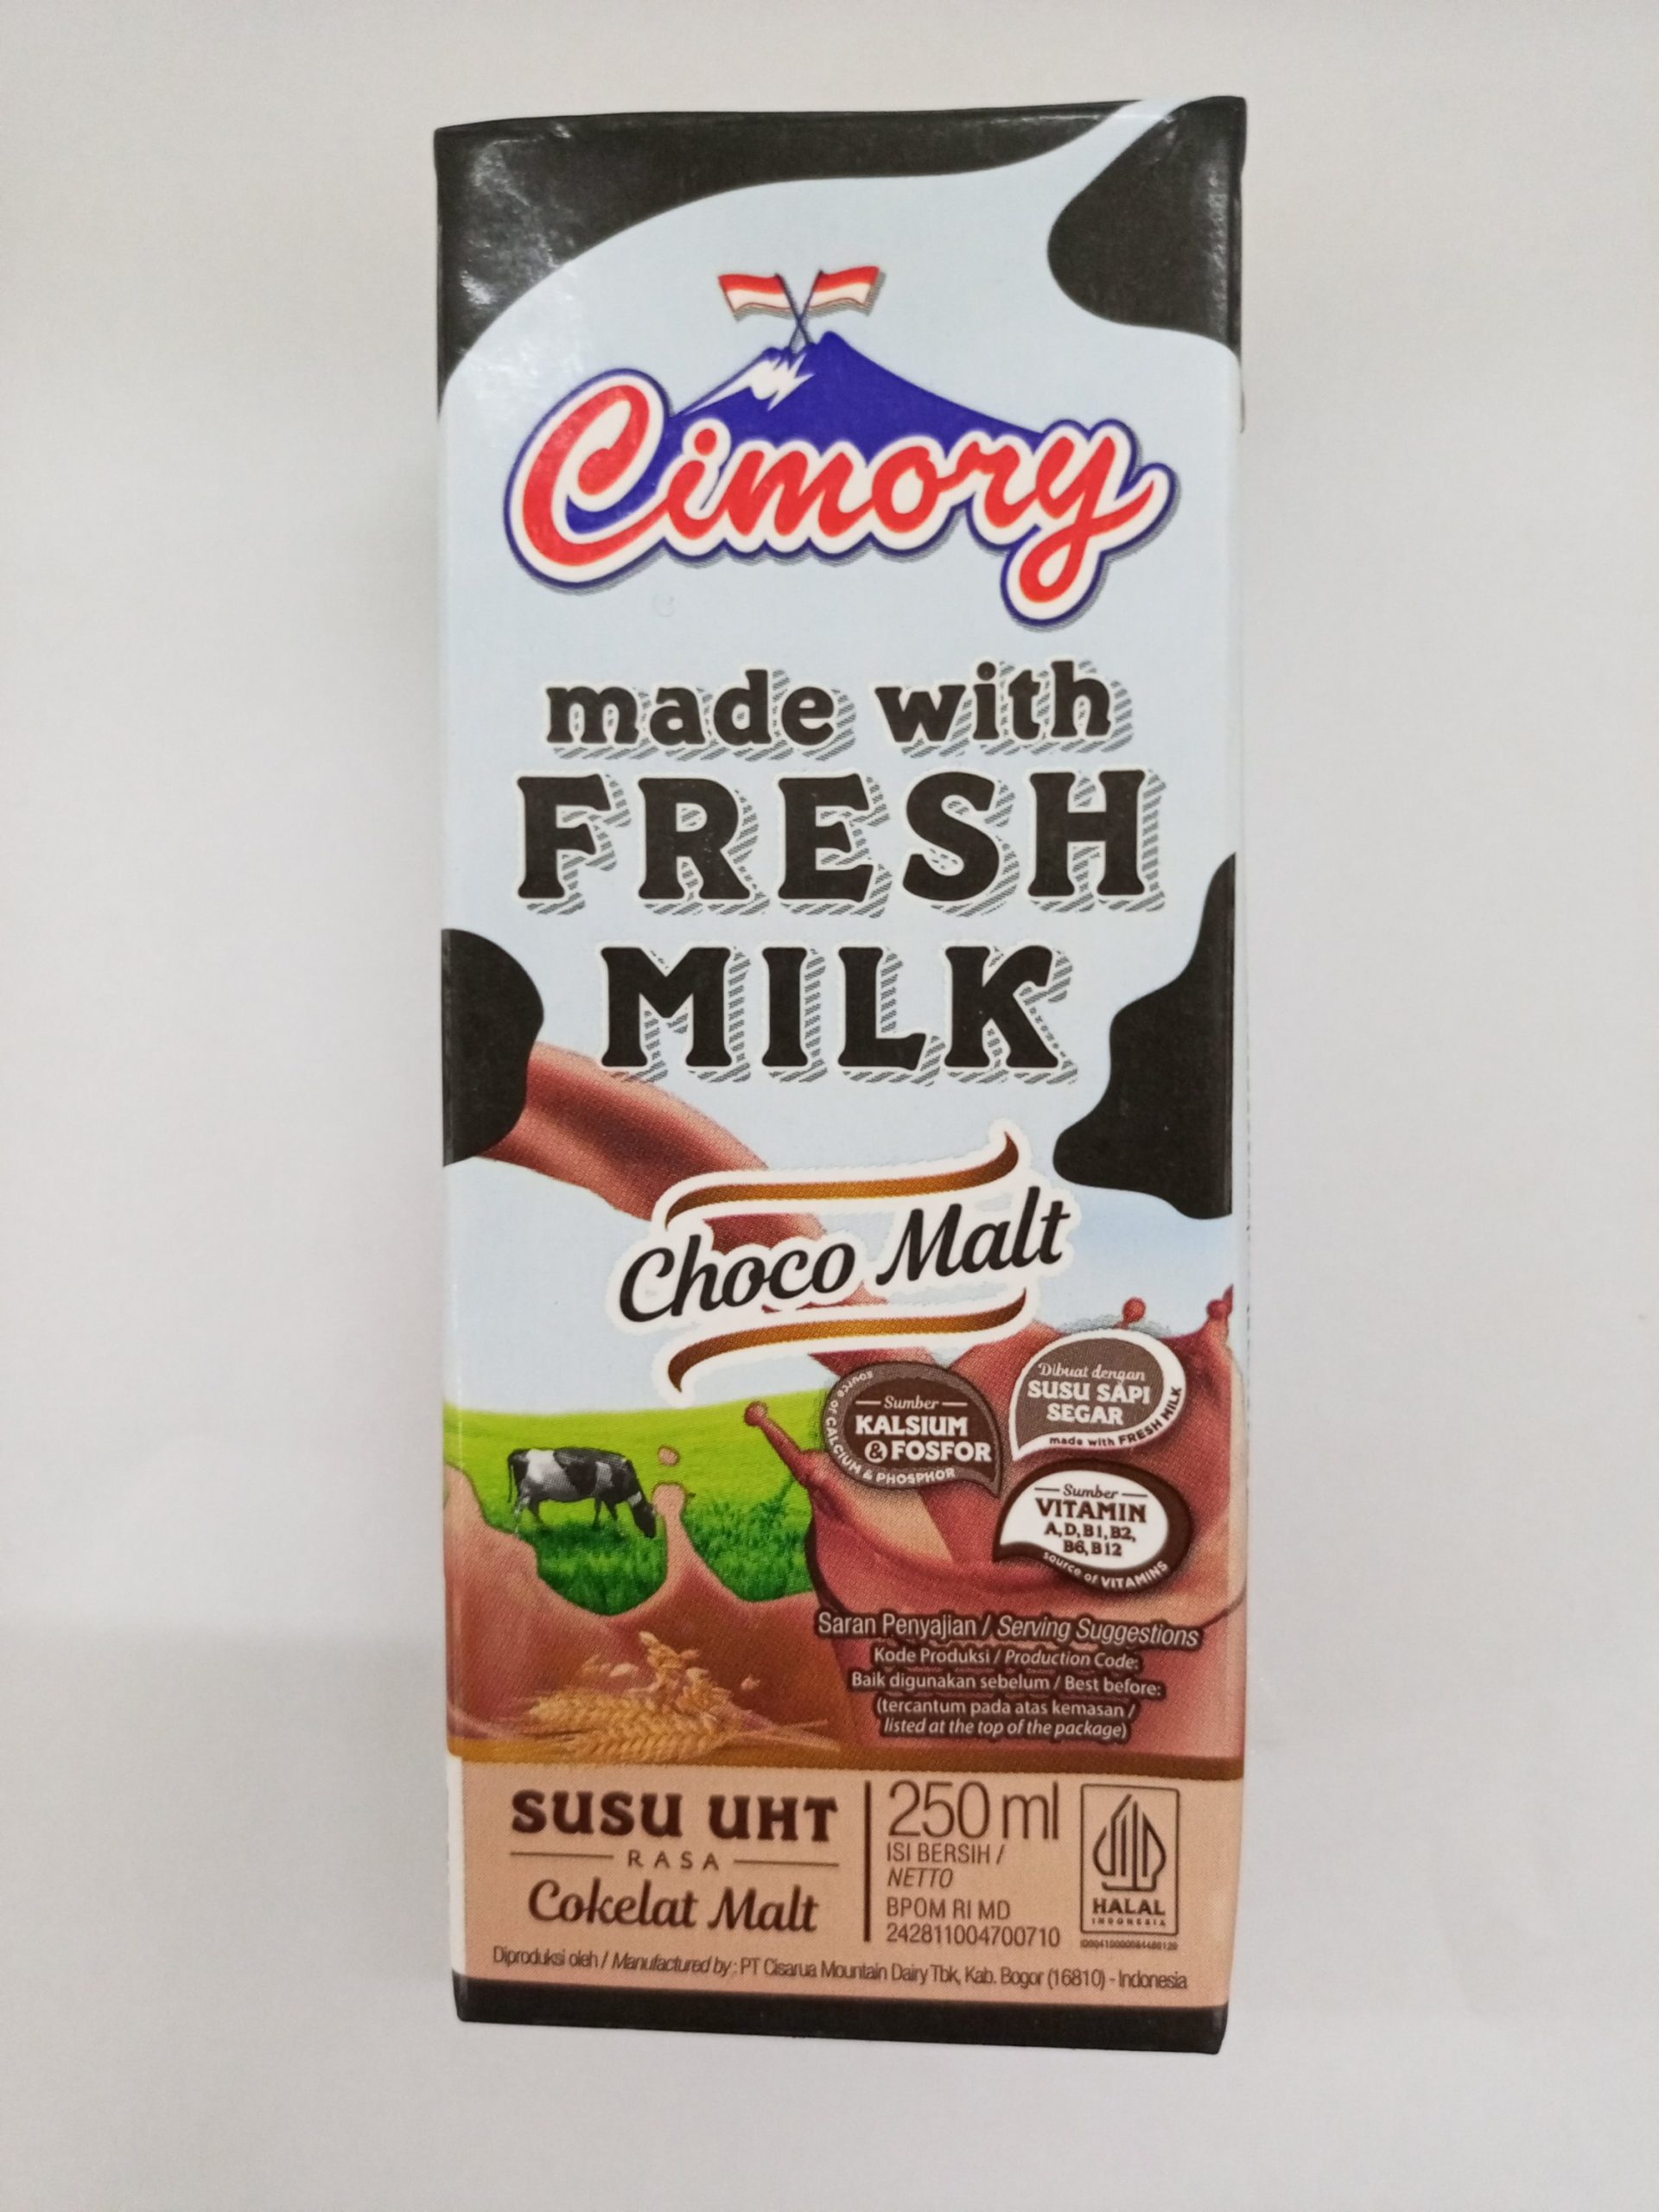 Cimory
made with
FRESH
MILK
Choco Malt
Sumber
KALSIUM
& FOSFOR
source of CALCIUM & PHOSPHOR
Dibuat dengan
SUSU SAPI
SEGAR
made with FRESH MILK
Sumber
VITAMIN
A, D, B1, B2,
B6, B12
source of VITAMINS
Saran Penyajian / Serving Suggestions
Kode Produksi / Production Code:
Baik digunakan sebelum / Best before:
(tercantum pada atas kemasan /
listed at the top of the package)
SUSU UHT
RASA
Cokelat Malt
250 ml
ISI BERSIH /
NETTO
BPOM RI MD
242811004700710
HALAL
INDONESIA
Diproduksi oleh / Manufactured by : PT Cisarua Mountain Dairy Tbk, Kab. Bogor (16810) - Indonesia